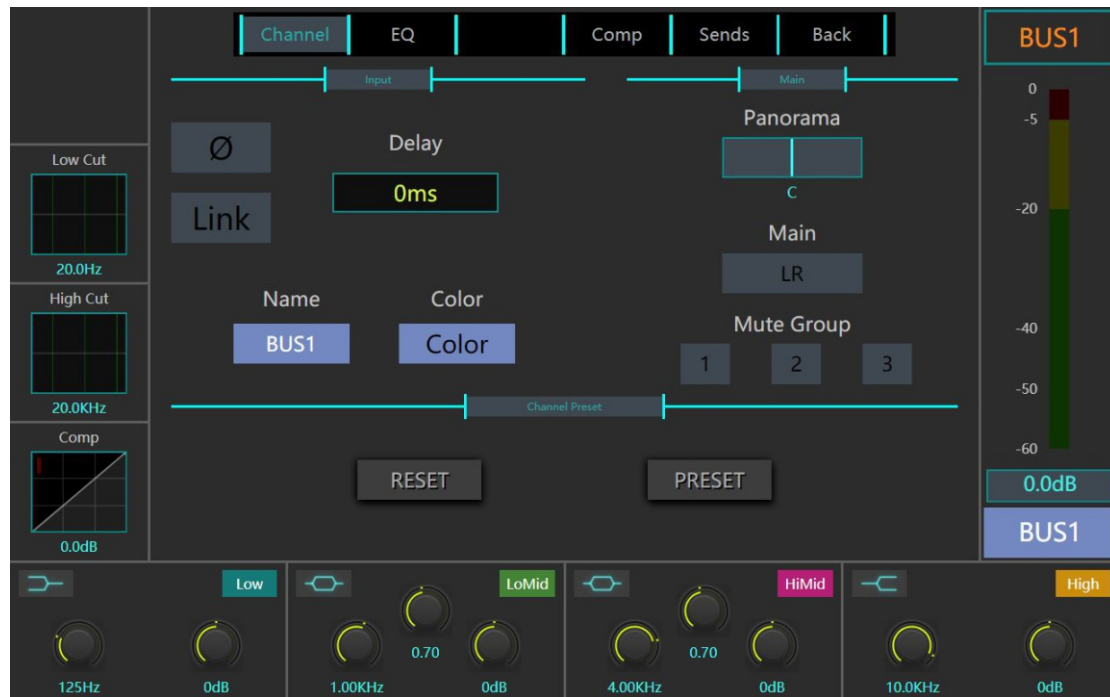 Channel EQ Comp Sends Back
BUS1
Input
Main
Ø
Link
Delay
0ms
Name
BUS1
Color
Color
Panorama
C
Main
LR
Mute Group
1 2 3
Channel Preset
RESET
PRESET
Low Cut
20.0Hz
High Cut
20.0KHz
Comp
0.0dB
0
-5
-20
-40
-50
-60
0.0dB
BUS1
Low
125Hz
0dB
LoMid
0.70
1.00KHz
0dB
HiMid
0.70
4.00KHz
0dB
High
10.0KHz
0dB